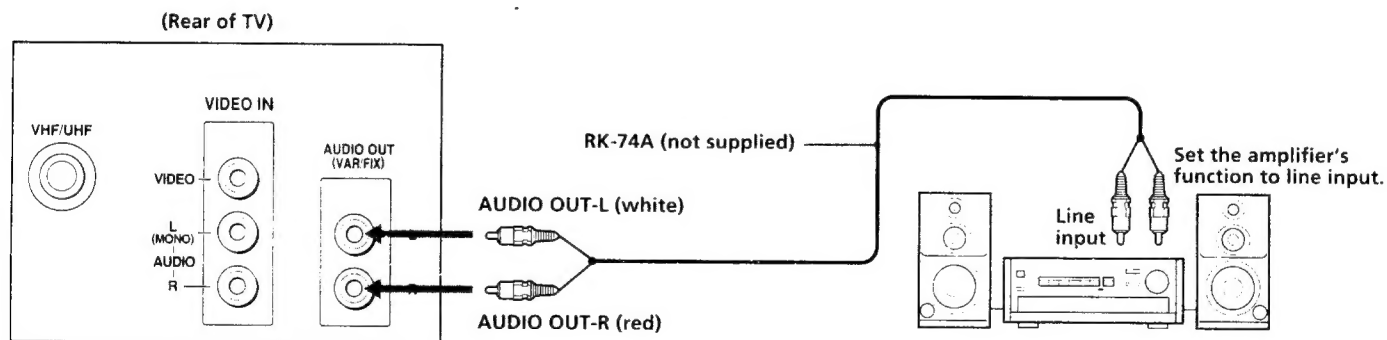 (Rear of TV)
VIDEO IN
VHF/UHF
AUDIO OUT
(VAR/FIX)
VIDEO
L
(MONO)
AUDIO
R
AUDIO OUT-L (white)
AUDIO OUT-R (red)
RK-74A (not supplied)
Line
input
Set the amplifier's
function to line input.